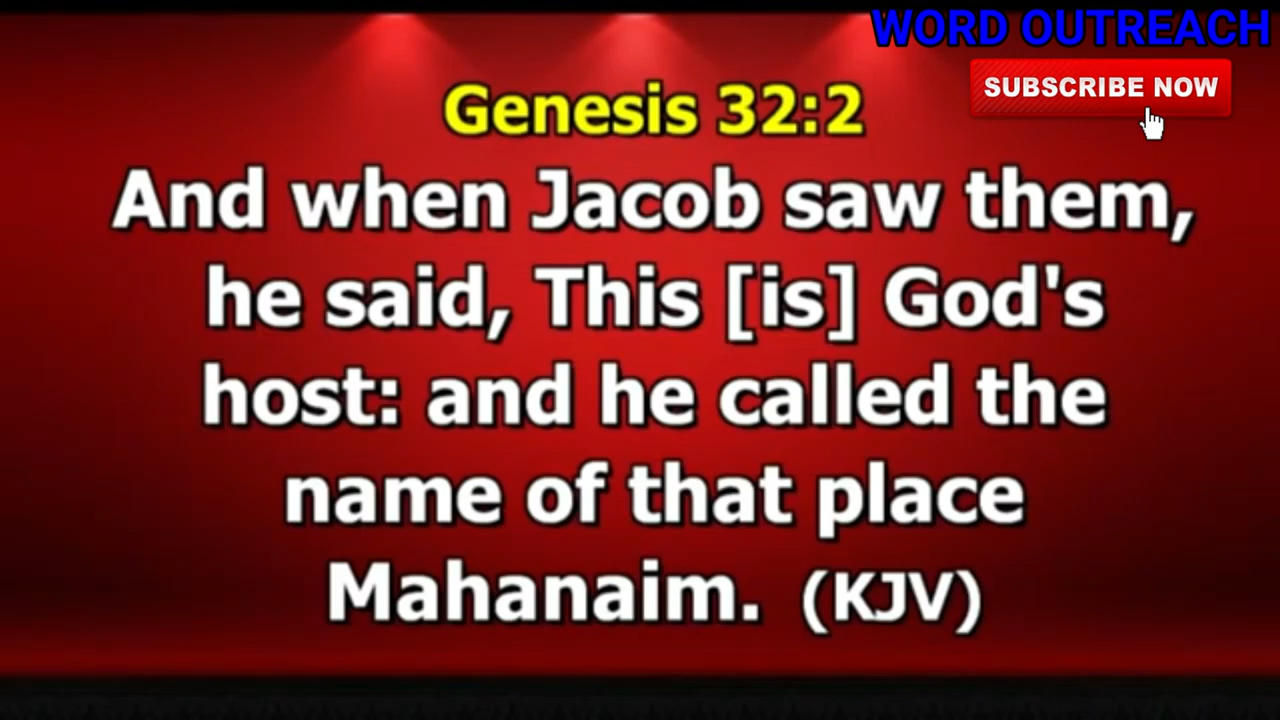 WORD OUTREACH
SUBSCRIBE NOW
Genesis 32:2
And when Jacob saw them,
he said, This [is] God's
host: and he called the
name of that place
Mahanaim. (KJV)